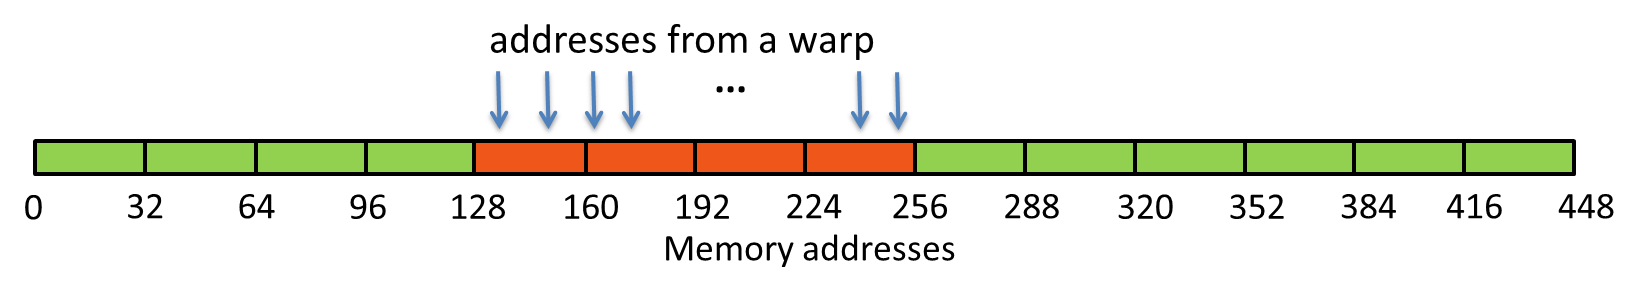 addresses from a warp
...
0 32 64 96 128 160 192 224 256 288 320 352 384 416 448
Memory addresses